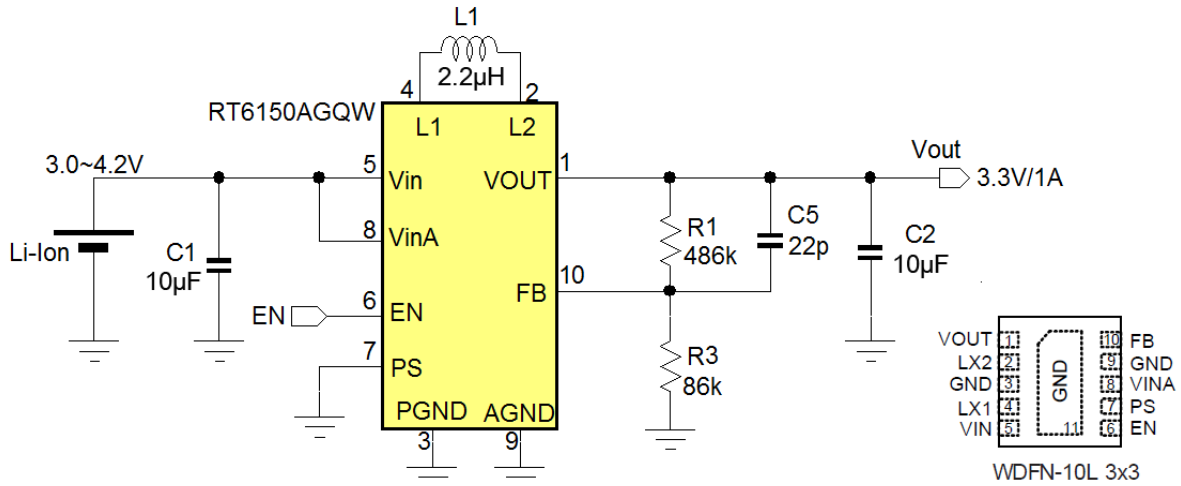 L1
2.2µH
4
2
RT6150AGQW
L1
L2
3.0~4.2V
5
Vin
VOUT
1
Vout
3.3V/1A
8
VinA
Li-Ion
C1
10µF
R1
486k
C5
22p
C2
10µF
10
FB
EN
6
EN
7
PS
R3
86k
PGND
AGND
3
9
VOUT
1
10
FB
LX2
2
9
GND
GND
3
8
VINA
LX1
4
7
PS
VIN
5
6
EN
GND
11
WDFN-10L 3x3